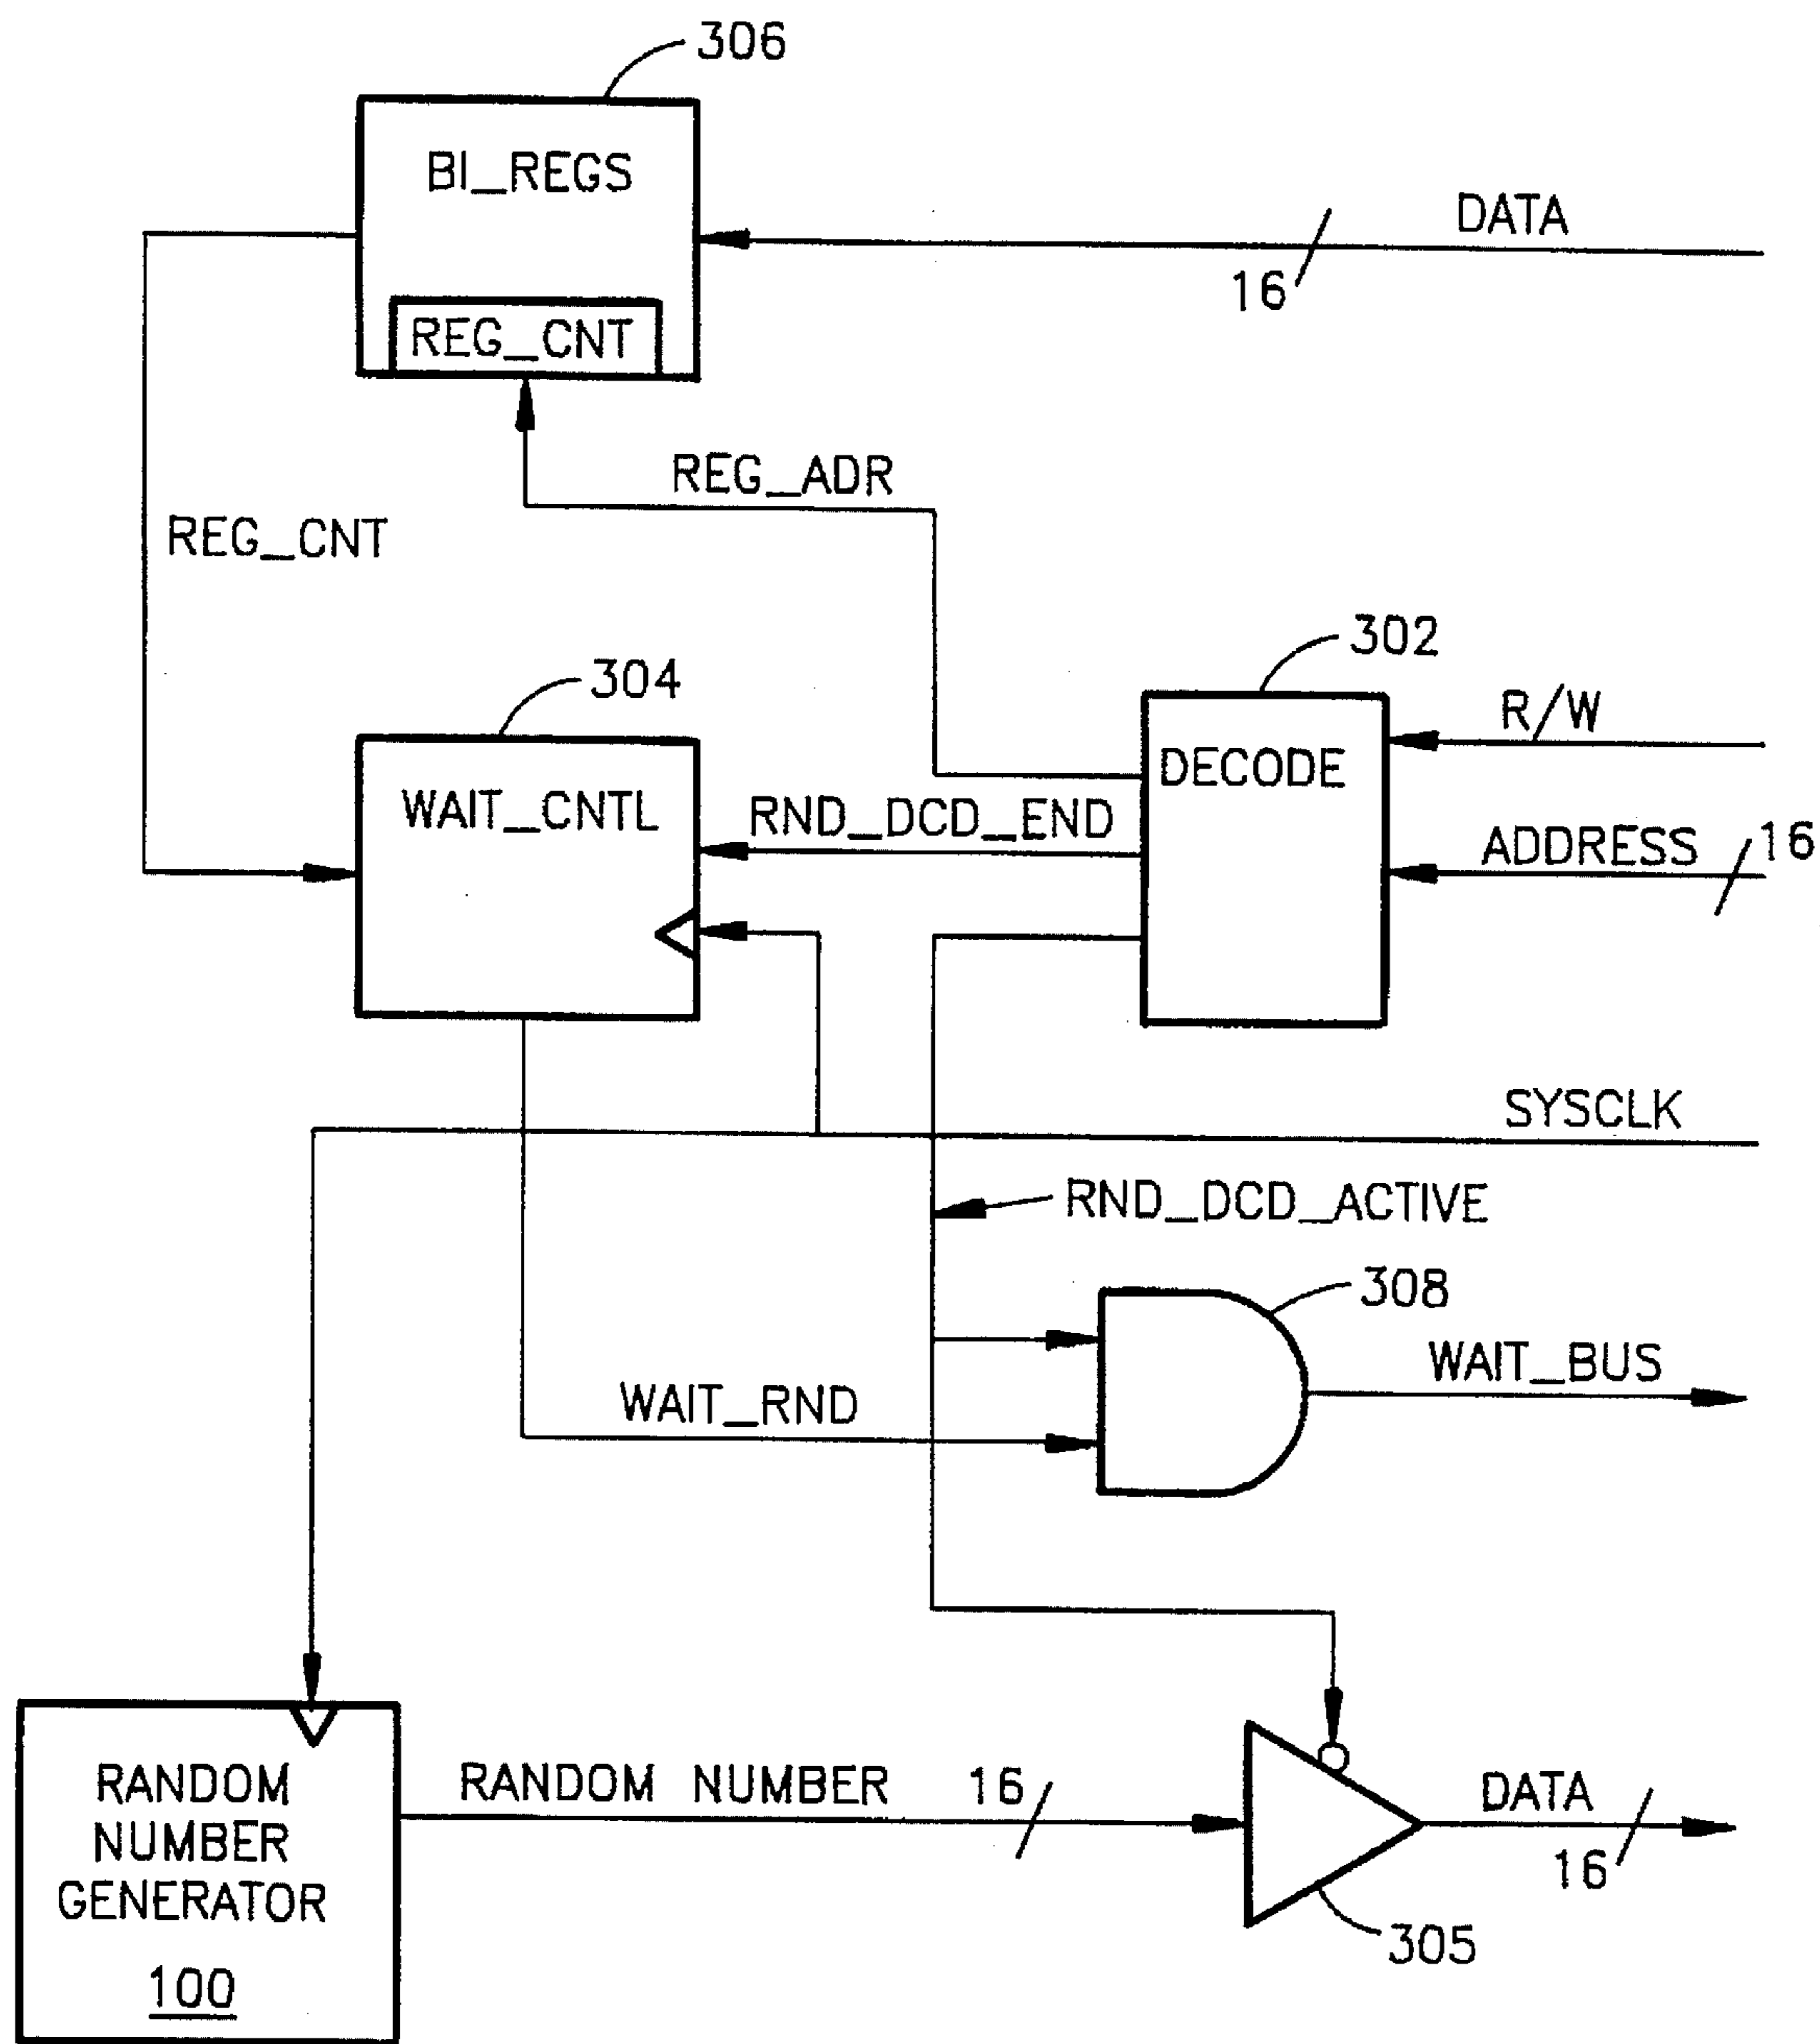 306
BI_REGS
DATA
16
REG_CNT
REG_ADR
REG_CNT
302
304
R/W
DECODE
WAIT_CNTL
RND_DCD_END
ADDRESS
16
SYSCLK
RND_DCD_ACTIVE
308
WAIT_BUS
WAIT_RND
RANDOM
NUMBER
GENERATOR
100
RANDOM NUMBER
16
DATA
16
305